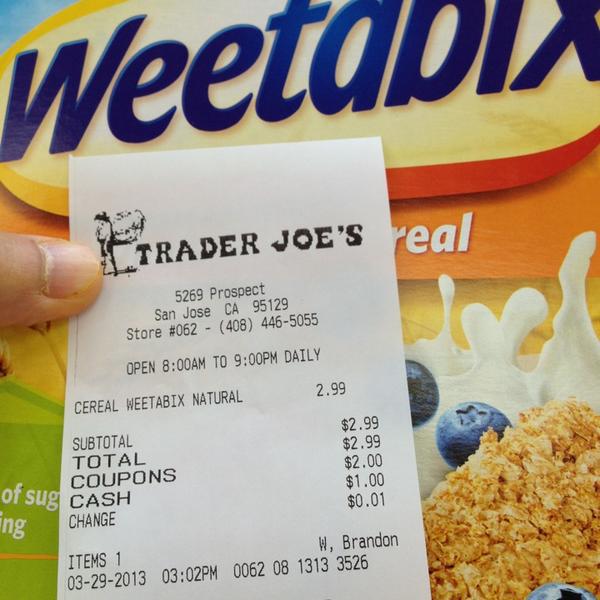 Weetabix
real
TRADER JOE'S
5269 Prospect
San Jose CA 95129
Store #062 - (408) 446-5055
OPEN 8:00AM TO 9:00PM DAILY
CEREAL WEETABIX NATURAL 2.99
SUBTOTAL $2.99
TOTAL $2.99
COUPONS $2.00
CASH $1.00
CHANGE $0.01
of sug
ing
ITEMS 1 W, Brandon
03-29-2013 03:02PM 0062 08 1313 3526